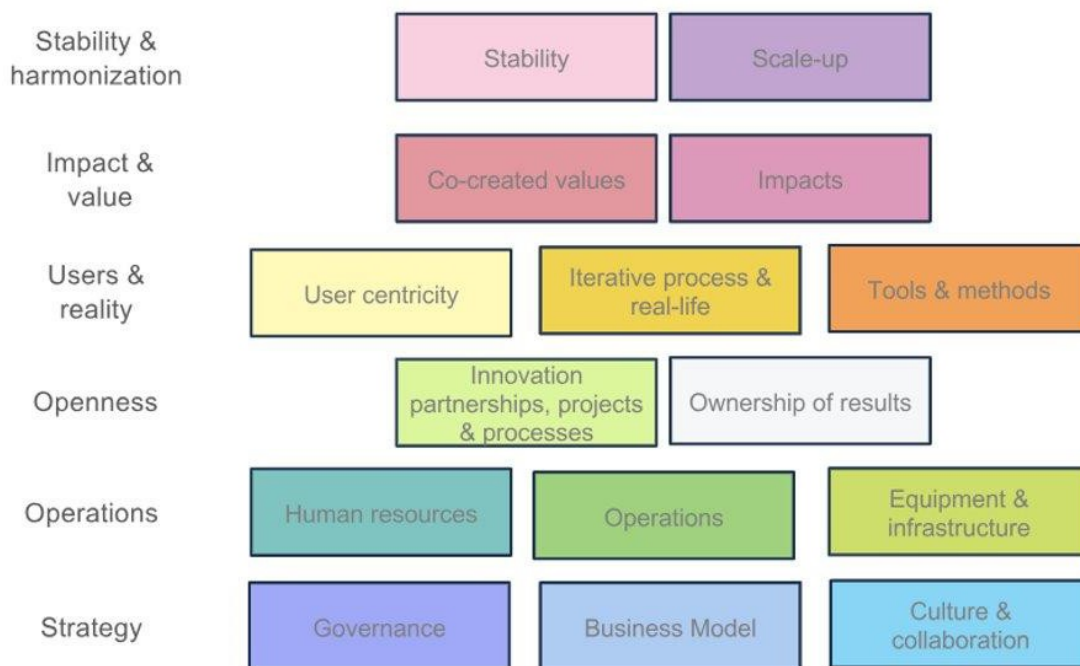 Stability &
harmonization
Stability
Scale-up
Impact &
value
Co-created values
Impacts
Users &
reality
User centricity
Iterative process &
real-life
Tools & methods
Openness
Innovation
partnerships, projects
& processes
Ownership of results
Operations
Human resources
Operations
Equipment &
infrastructure
Strategy
Governance
Business Model
Culture &
collaboration